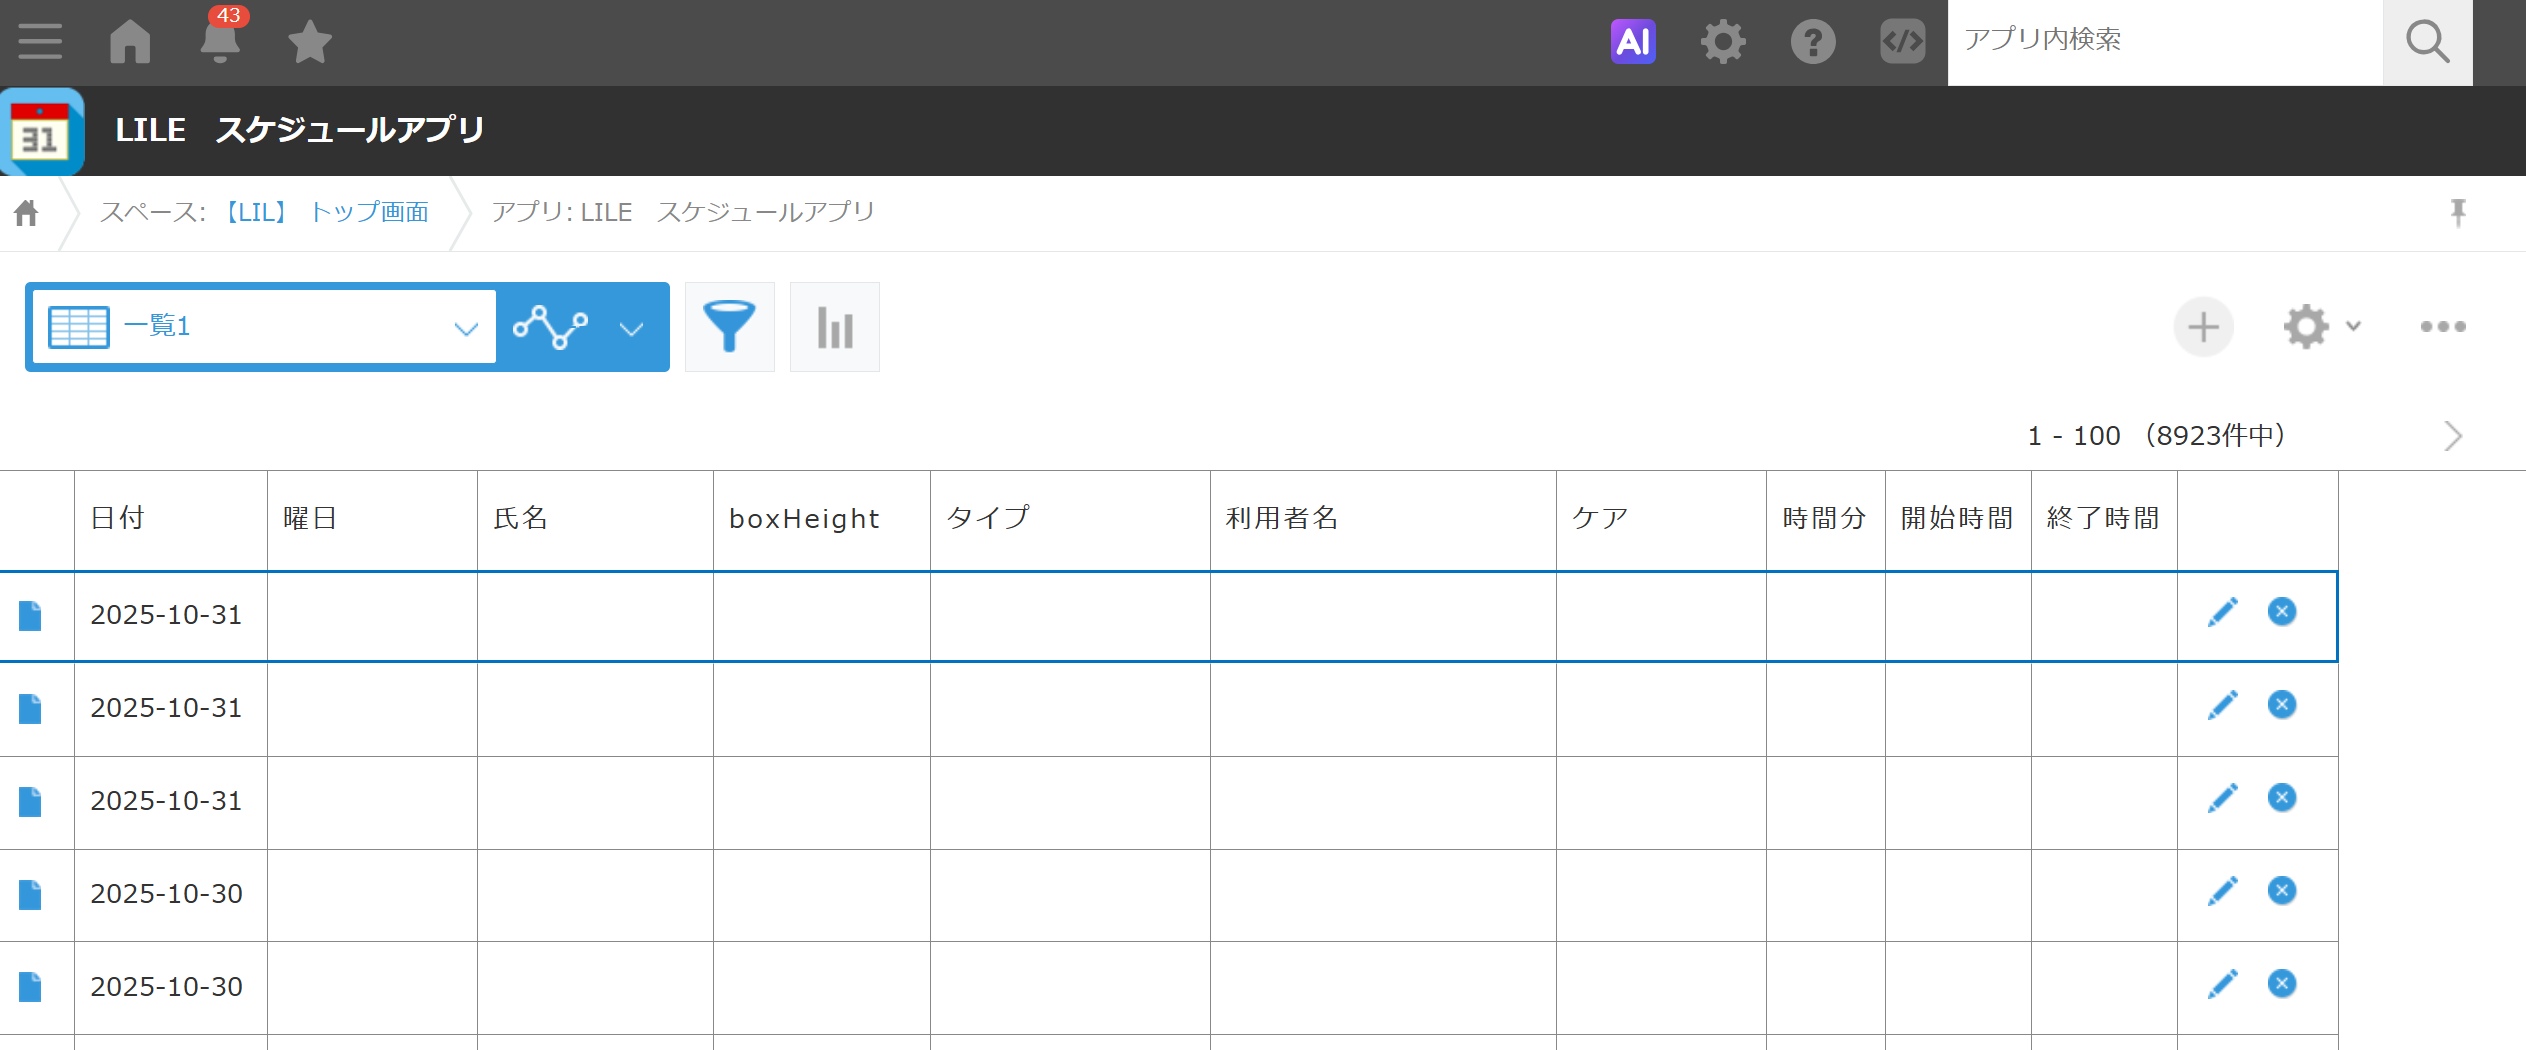 43
AI
アプリ内検索
31
LILE　スケジュールアプリ
スペース: 【LIL】　トップ画面
アプリ: LILE　スケジュールアプリ
一覧1
1 - 100 （8923件中）
日付 曜日 氏名 boxHeight タイプ 利用者名 ケア 時間分 開始時間 終了時間
2025-10-31
2025-10-31
2025-10-31
2025-10-30
2025-10-30